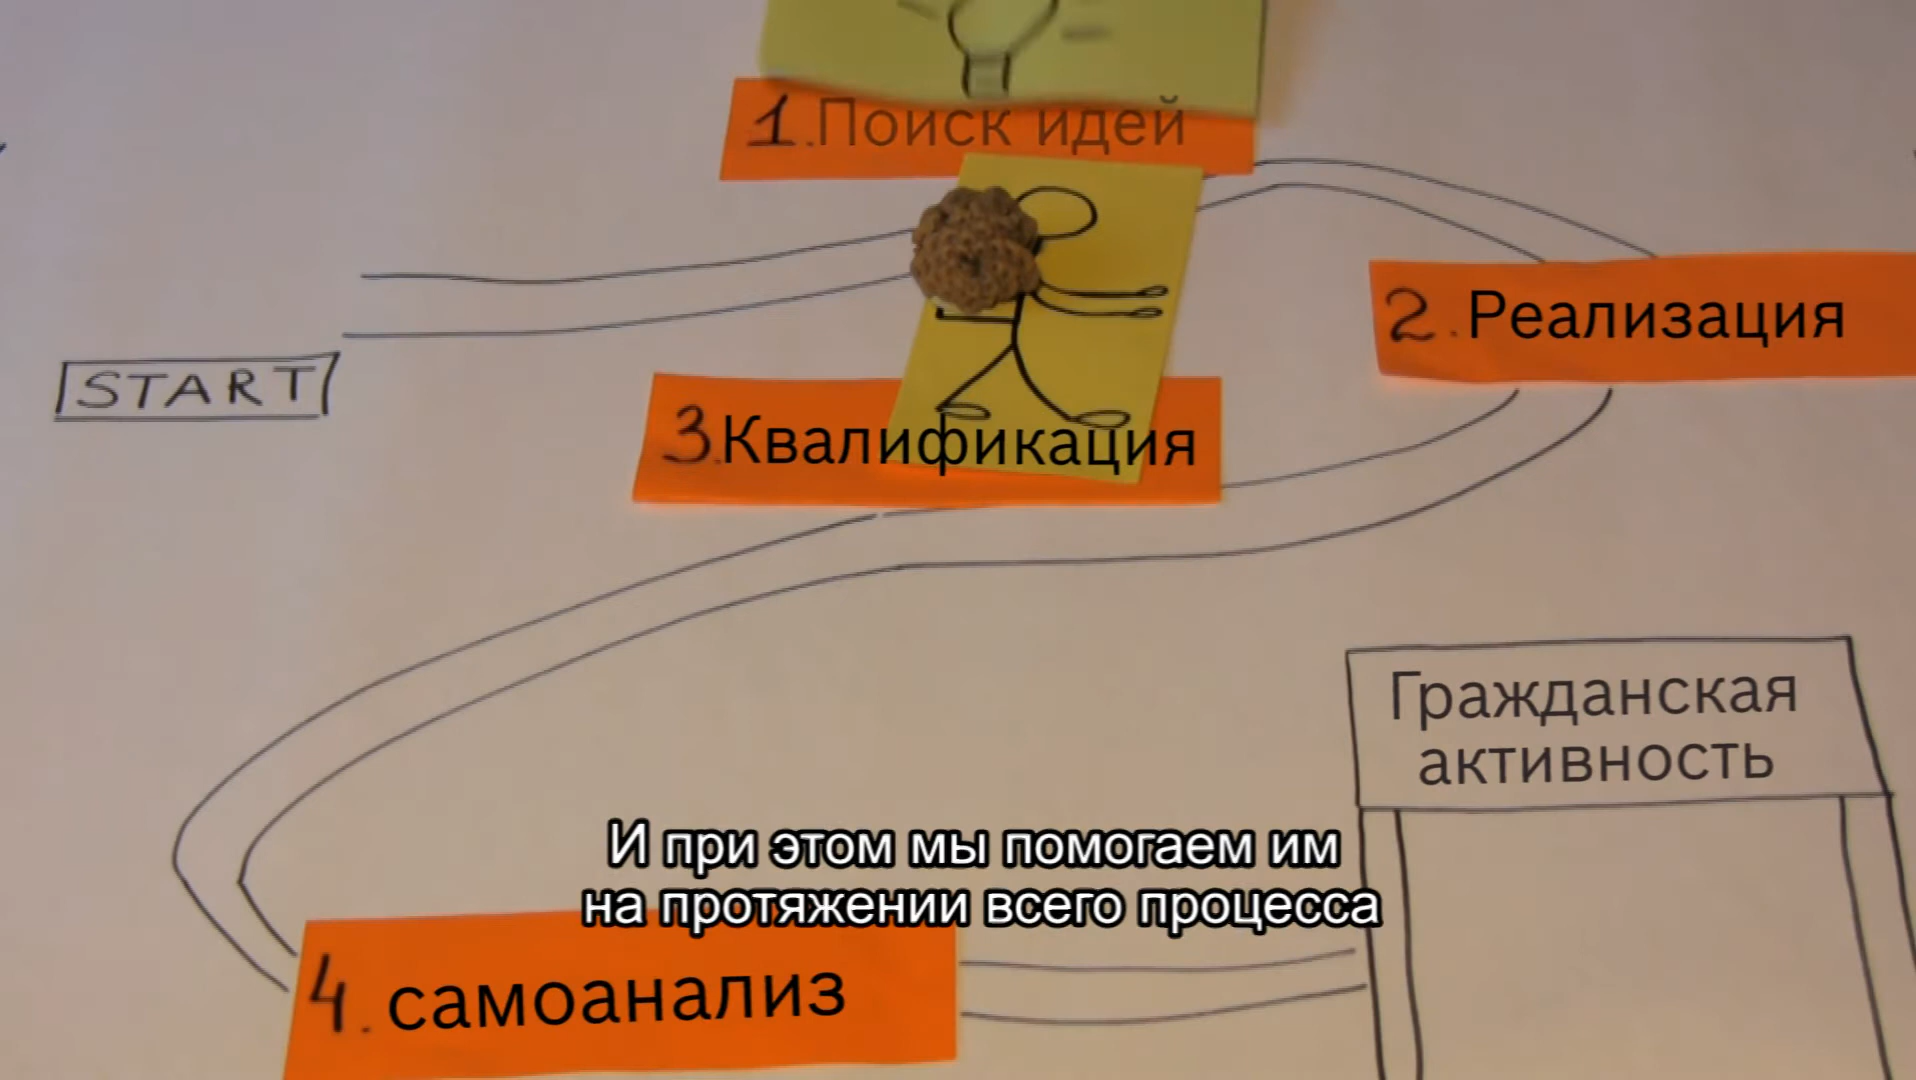 1.Поиск идей
2.Реализация
START
3.Квалификация
Гражданская
активность
И при этом мы помогаем им
на протяжении всего процесса
4. самоанализ